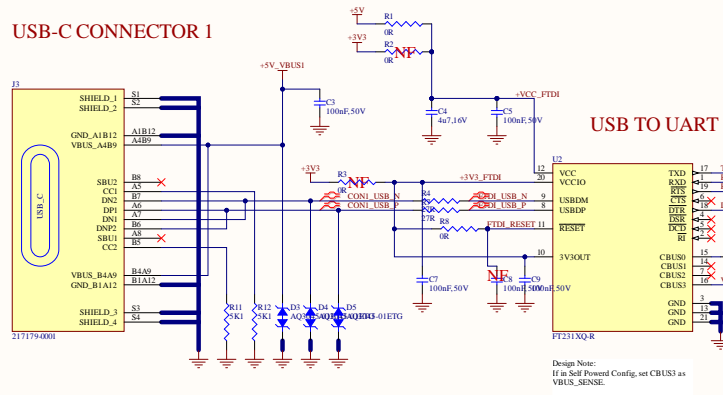 USB-C CONNECTOR 1
+5V
R1
0R
+3V3
R2
0R
NF
+5V_VBUS1
C3
100nF,50V
+VCC_FTDI
C4
4u7,16V
C5
100nF,50V
USB TO UART
J3
SHIELD_1 S1
SHIELD_2 S2
GND_A1B12 A1B12
VBUS_A4B9 A4B9
SBU2 B8
CC1 A5
DN2 B7
DP1 A6
DN1 A7
DNP2 B6
SBU1 A8
CC2 B5
VBUS_B4A9 B4A9
GND_B1A12 B1A12
SHIELD_3 S3
SHIELD_4 S4
USB_C
217179-0001
+3V3
R3
0R
NF
+3V3_FTDI
CON1_USB_N
CON1_USB_P
R4
27R
FTDI_USB_N
FTDI_USB_P
R8
0R
FTDI_RESET
C7
100nF,50V
NF
C8
C9
100nF,50V
R11
5K1
R12
5K1
D3
D4
D5
U2
12 VCC
20 VCCIO
9 USBDM
8 USBDP
11 RESET
10 3V3OUT
TXD 17
RXD 1
RTS 19
CTS 6
DTR 18
DSR 4
DCD 5
RI 2
CBUS0 15
CBUS1 14
CBUS2 7
CBUS3 16
GND 3
GND 13
GND 21
FT231XQ-R
Design Note:
If in Self Powerd Config, set CBUS3 as
VBUS_SENSE.